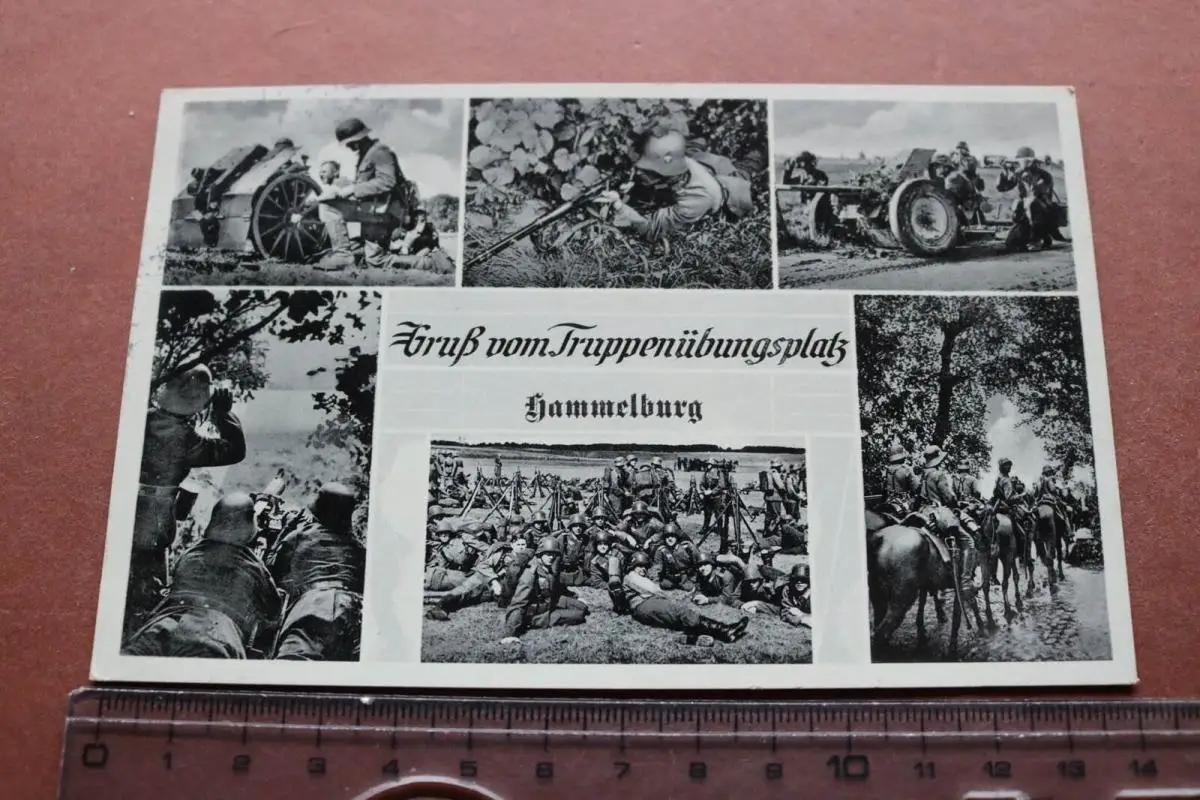 Gruß vom Truppenübungsplatz
Hammelburg
0 1 2 3 4 5 6 7 8 9 10 11 12 13 14